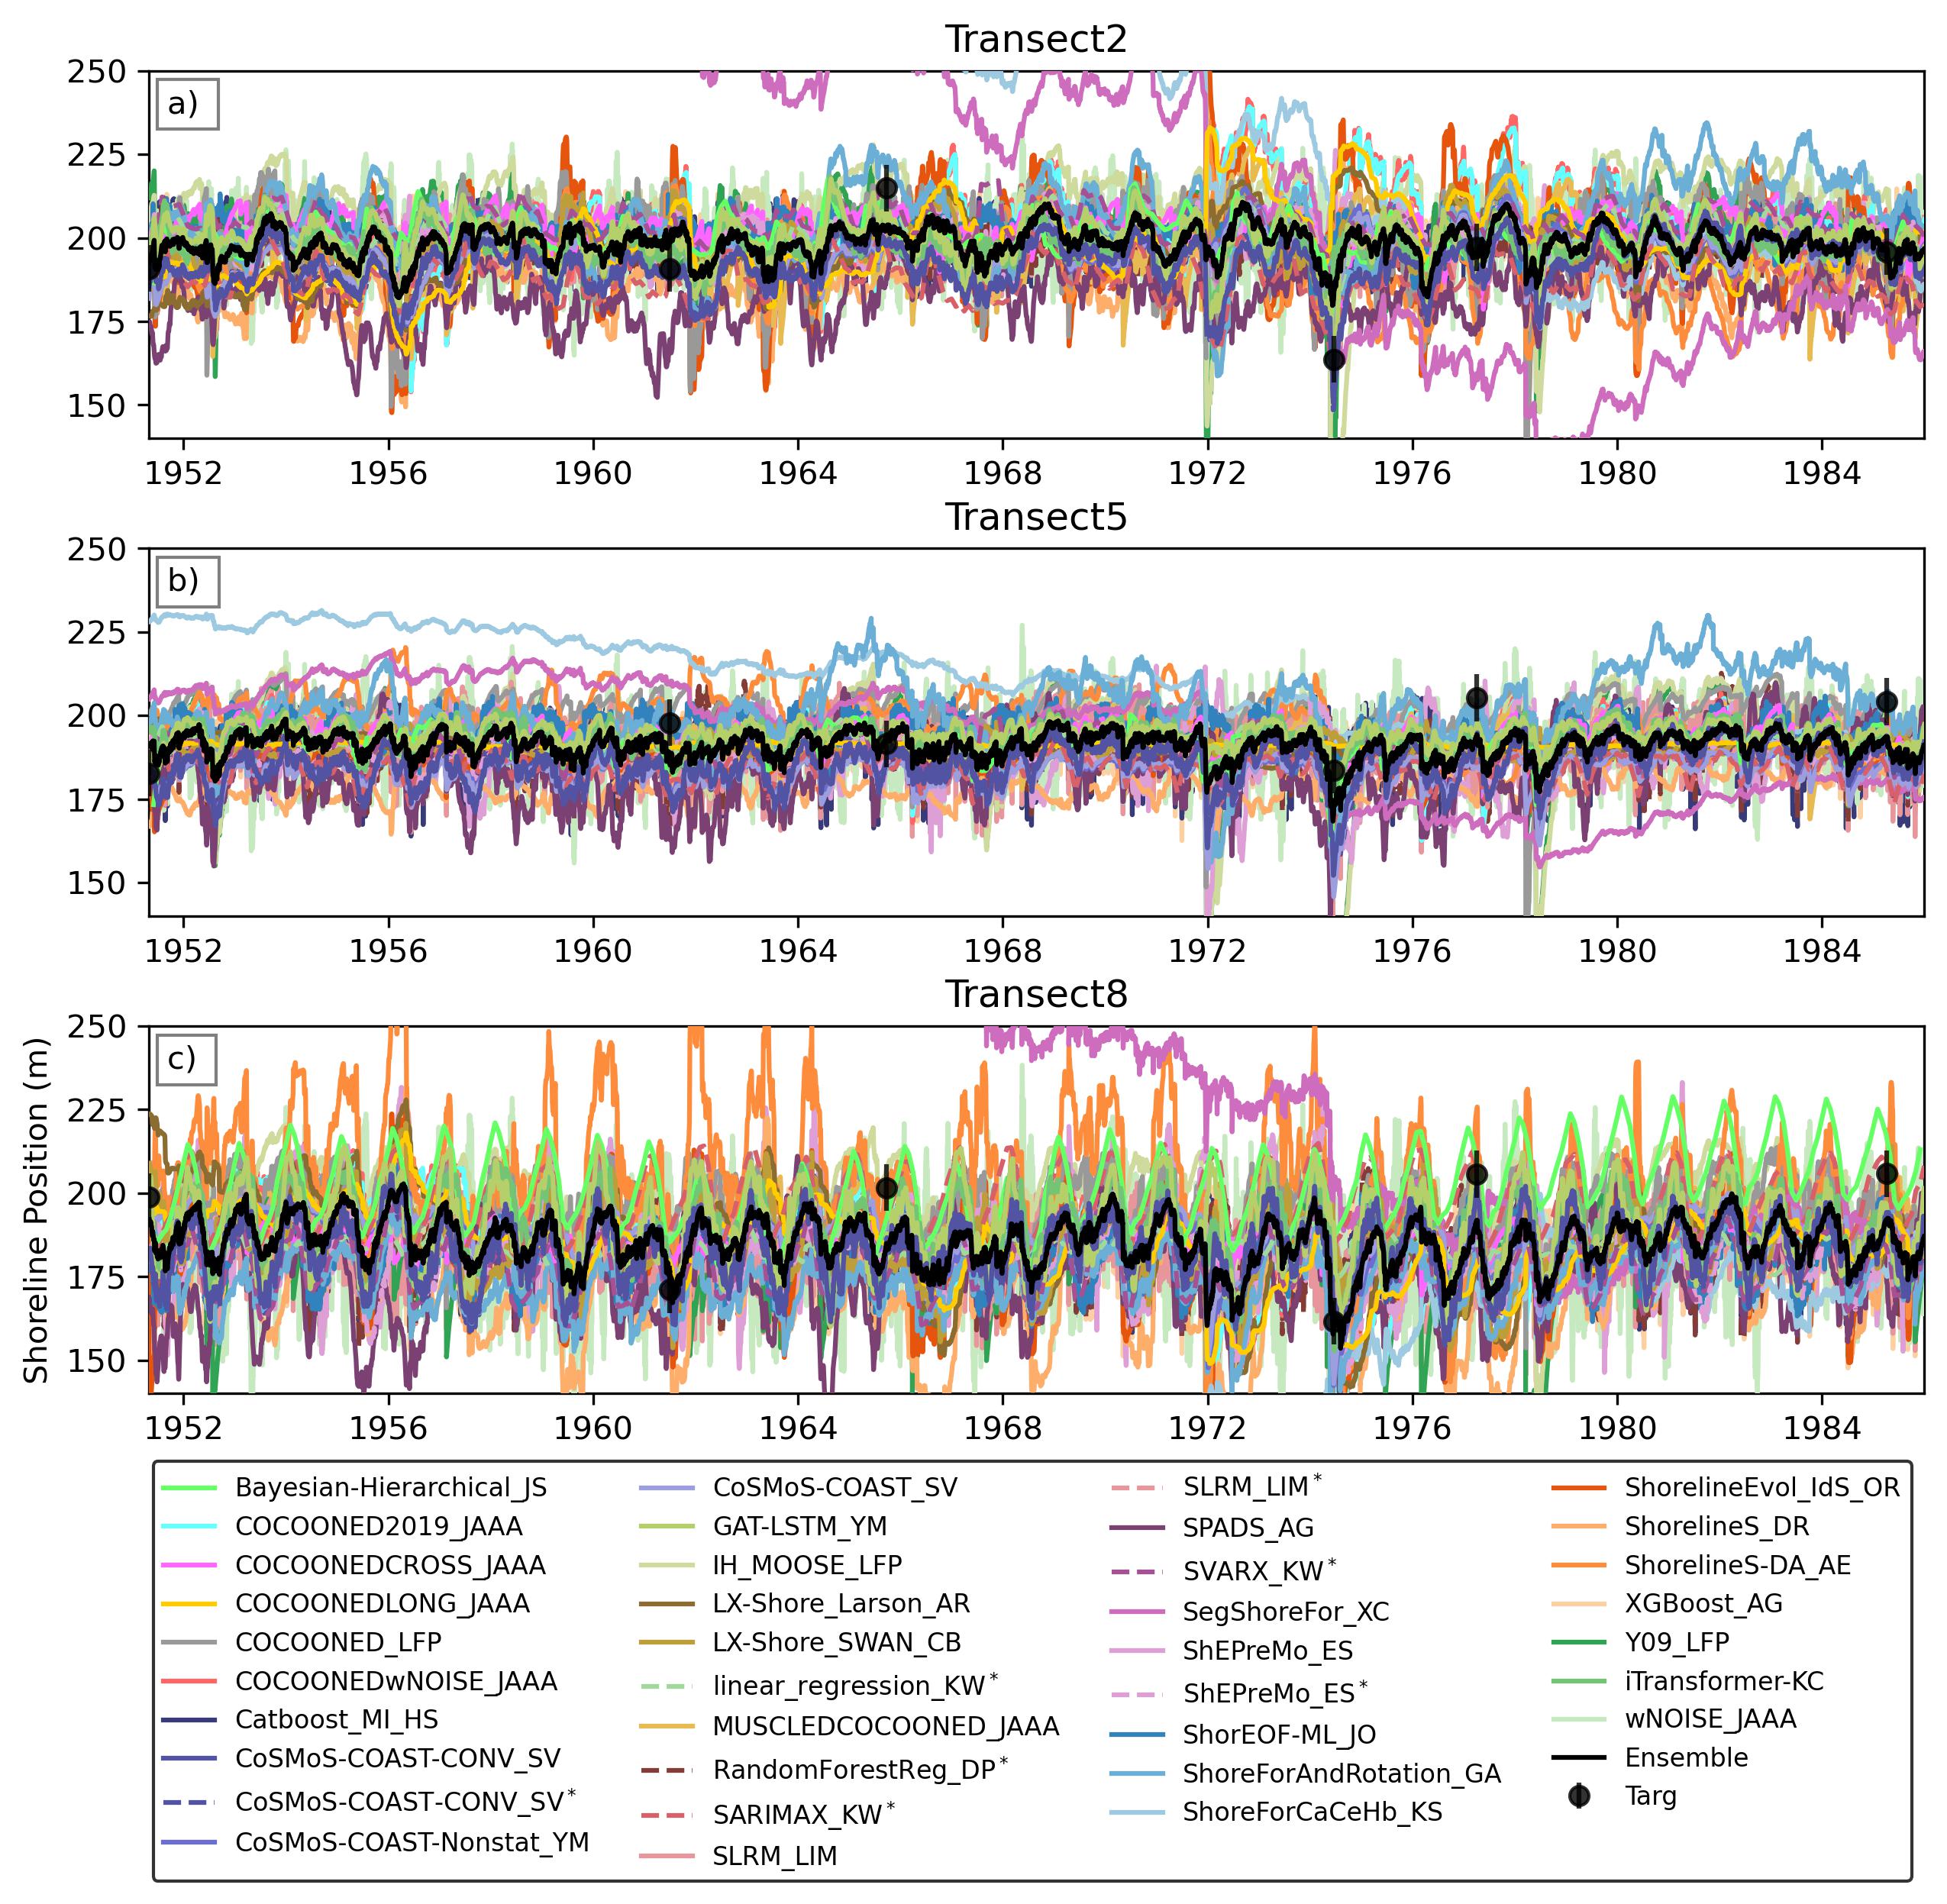 Transect2
250
225
200
175
150
a)
1952 1956 1960 1964 1968 1972 1976 1980 1984
Transect5
250
225
200
175
150
b)
1952 1956 1960 1964 1968 1972 1976 1980 1984
Transect8
250
225
200
175
150
c)
Shoreline Position (m)
1952 1956 1960 1964 1968 1972 1976 1980 1984
Bayesian-Hierarchical_JS
COCOONED2019_JAAA
COCOONEDCROSS_JAAA
COCOONEDLONG_JAAA
COCOONED_LFP
COCOONEDwNOISE_JAAA
Catboost_MI_HS
CoSMoS-COAST-CONV_SV
CoSMoS-COAST-CONV_SV*
CoSMoS-COAST-Nonstat_YM
CoSMoS-COAST_SV
GAT-LSTM_YM
IH_MOOSE_LFP
LX-Shore_Larson_AR
LX-Shore_SWAN_CB
linear_regression_KW*
MUSCLEDCOCOONED_JAAA
RandomForestReg_DP*
SARIMAX_KW*
SLRM_LIM
SLRM_LIM*
SPADS_AG
SVARX_KW*
SegShoreFor_XC
ShEPreMo_ES
ShEPreMo_ES*
ShorEOF-ML_JO
ShoreForAndRotation_GA
ShoreForCaCeHb_KS
ShorelineEvol_IdS_OR
ShorelineS_DR
ShorelineS-DA_AE
XGBoost_AG
Y09_LFP
iTransformer-KC
wNOISE_JAAA
Ensemble
Targ